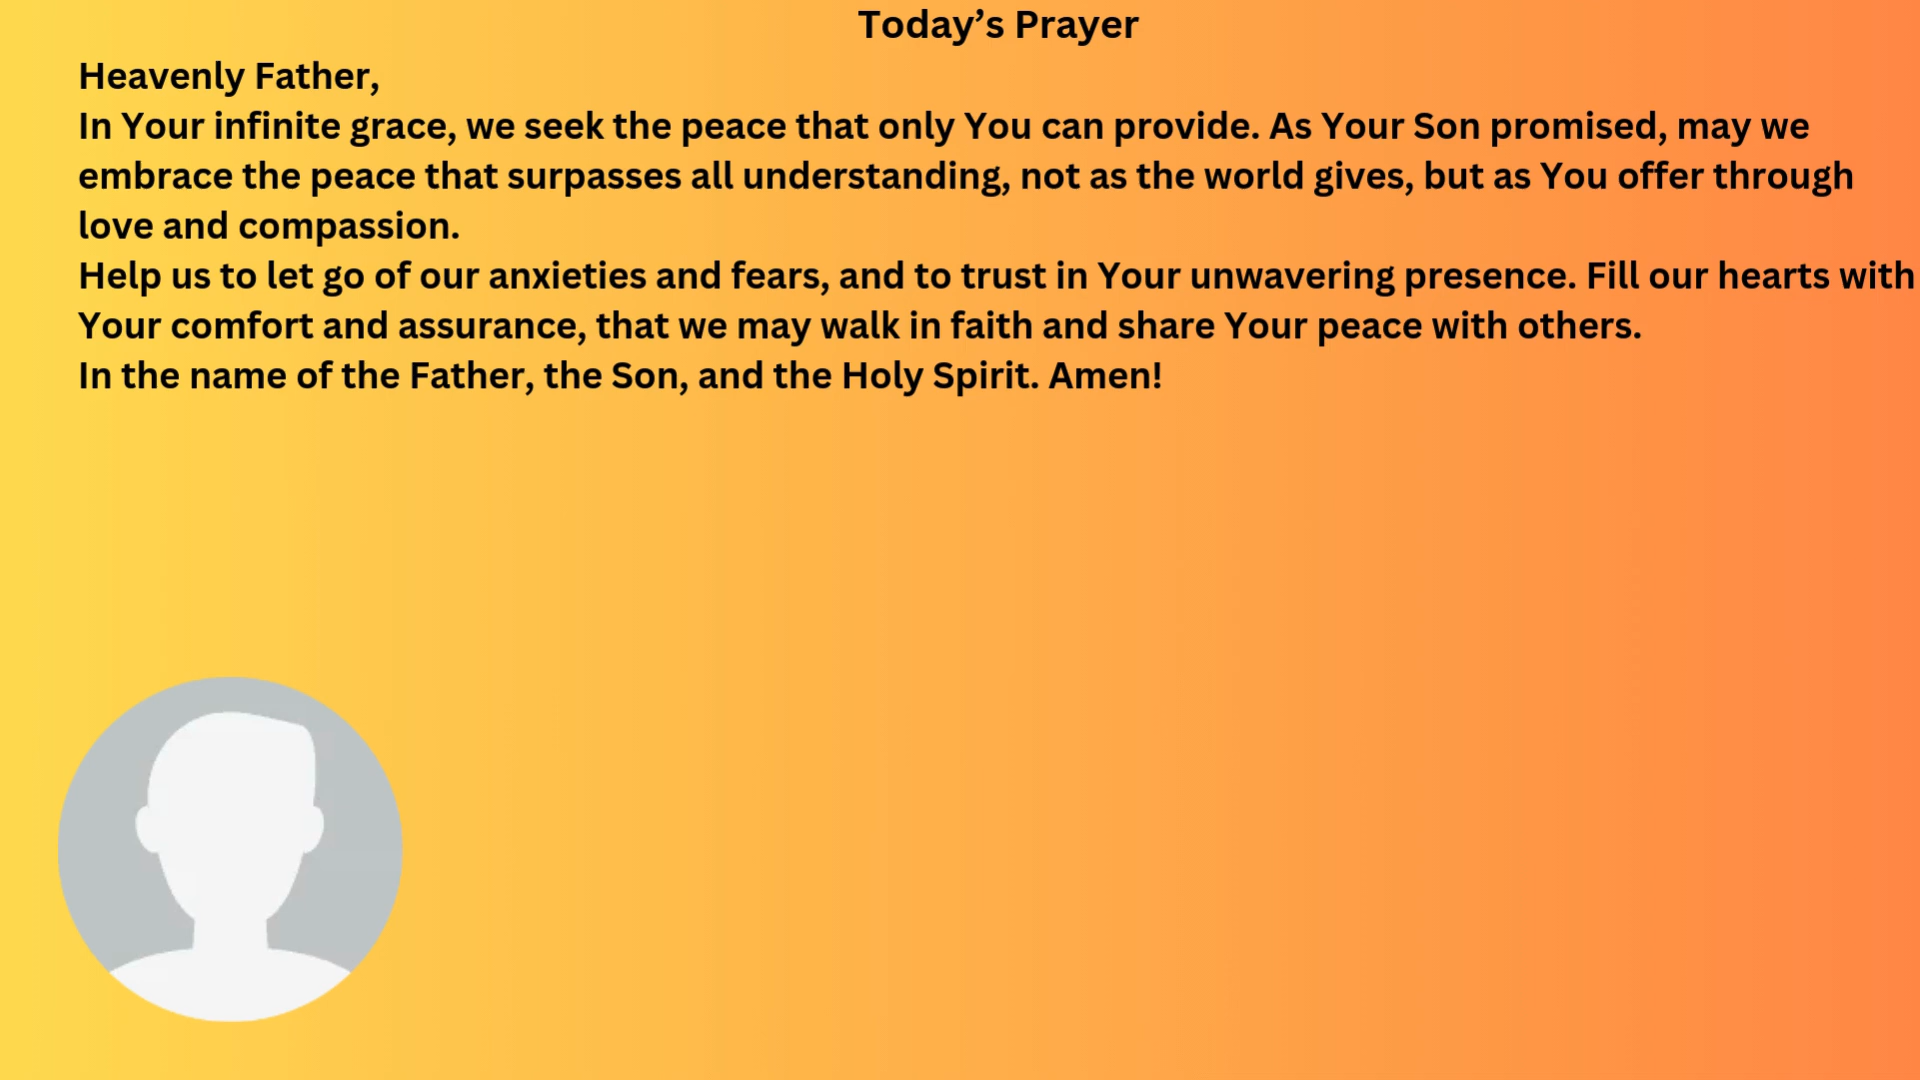 Today’s Prayer
Heavenly Father,
In Your infinite grace, we seek the peace that only You can provide. As Your Son promised, may we
embrace the peace that surpasses all understanding, not as the world gives, but as You offer through
love and compassion.
Help us to let go of our anxieties and fears, and to trust in Your unwavering presence. Fill our hearts with
Your comfort and assurance, that we may walk in faith and share Your peace with others.
In the name of the Father, the Son, and the Holy Spirit. Amen!